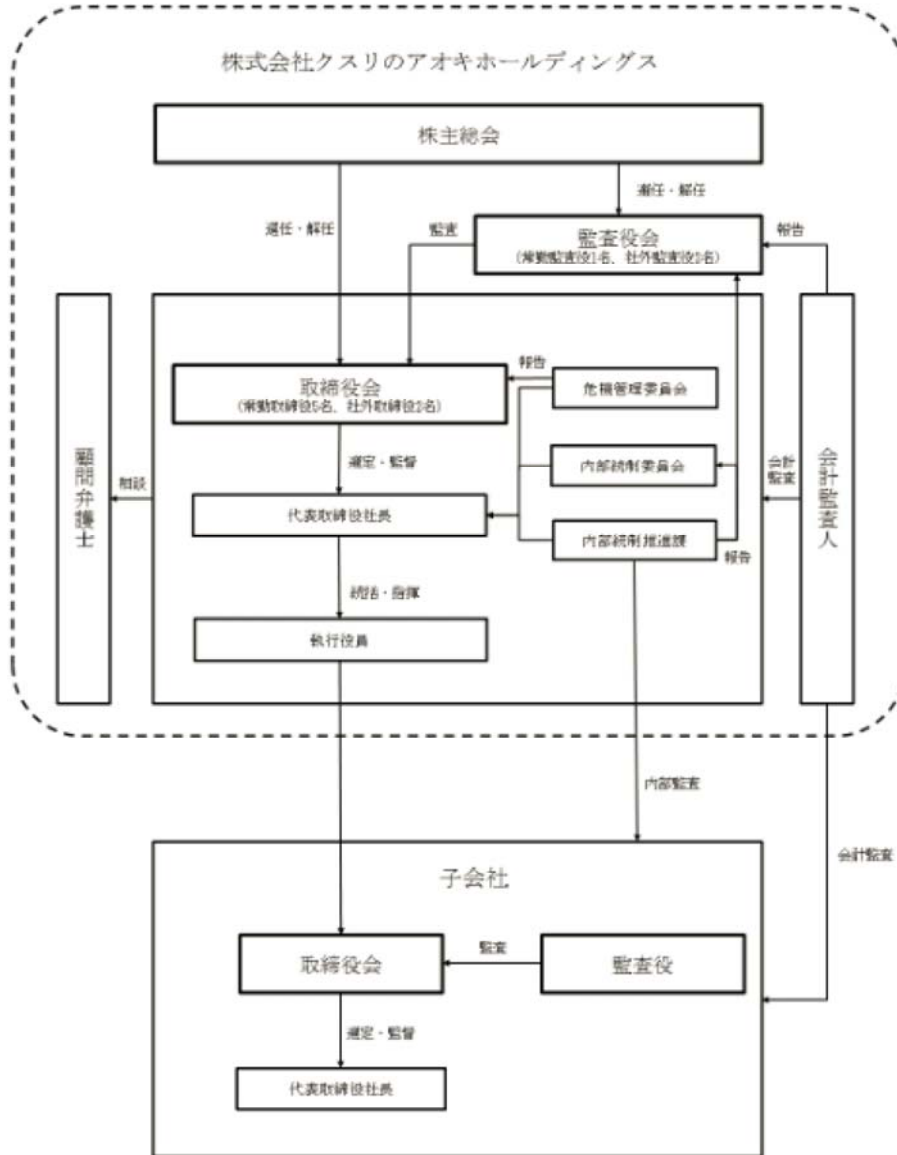 株式会社クスリのアオキホールディングス
株主総会
選任・解任
選任・解任
監査
監査役会
(常勤監査役1名、社外監査役3名)
報告
取締役会
(常勤取締役5名、社外取締役2名)
報告
危機管理委員会
顧問弁護士
相談
選定・監督
内部統制委員会
会計
監査
会計監査人
代表取締役社長
内部統制推進課
報告
統括・指揮
執行役員
内部監査
会計監査
子会社
取締役会
監査
監査役
選定・監督
代表取締役社長